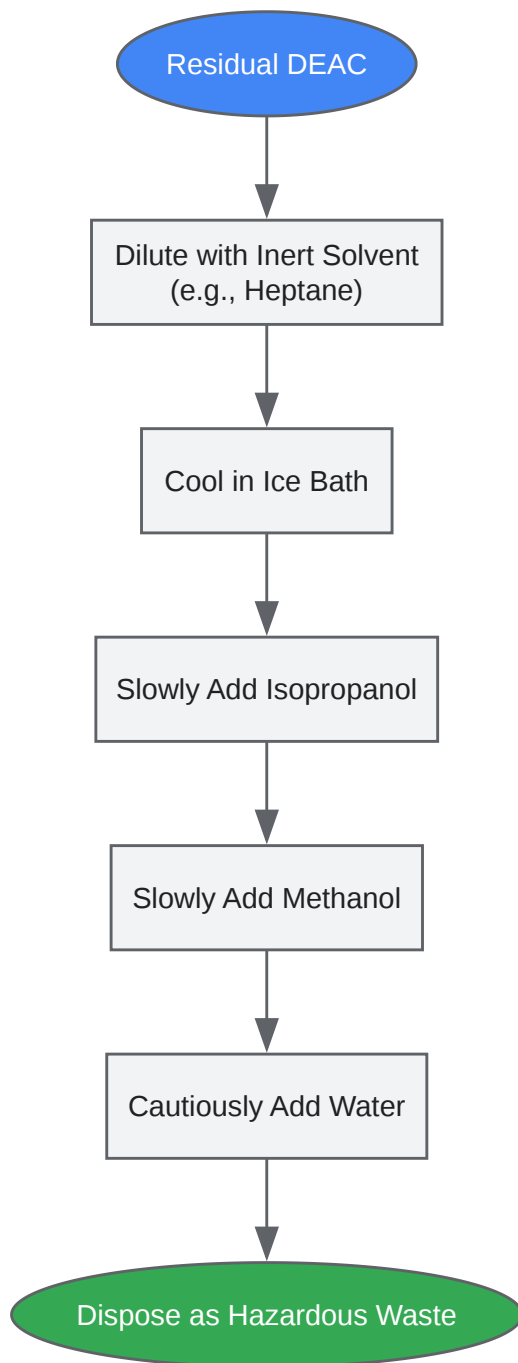 Residual DEAC
Dilute with Inert Solvent
(e.g., Heptane)
Cool in Ice Bath
Slowly Add Isopropanol
Slowly Add Methanol
Cautiously Add Water
Dispose as Hazardous Waste